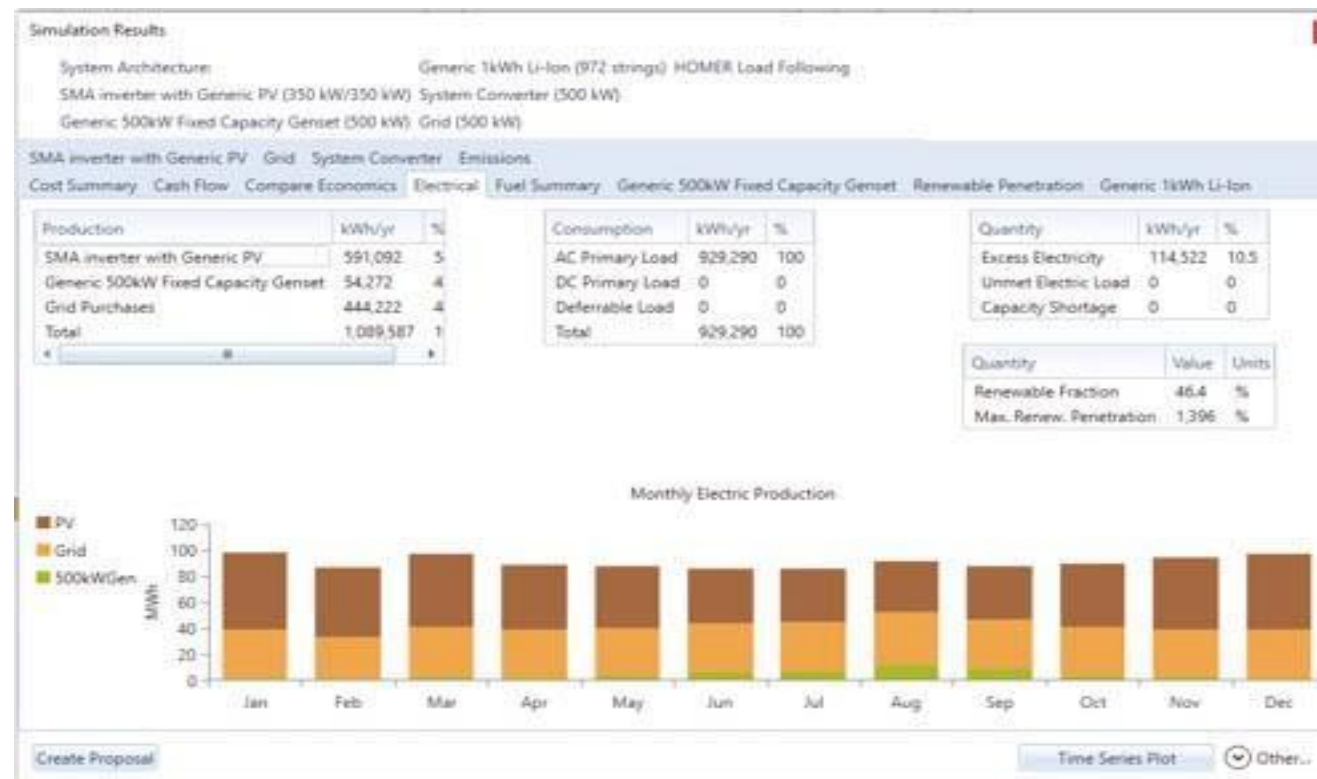 Simulation Results
System Architecture: Generic 1kWh Li-Ion (972 strings) HOMER Load Following
SMA inverter with Generic PV (350 kW/350 kW) System Converter (500 kW)
Generic 500kW Fixed Capacity Genset (500 kW) Grid (500 kW)
SMA inverter with Generic PV Grid System Converter Emissions
Cost Summary Cash Flow Compare Economics Electrical Fuel Summary Generic 500kW Fixed Capacity Genset Renewable Penetration Generic 1kWh Li-Ion
Production kWh/yr %
SMA inverter with Generic PV 591,092 5
Generic 500kW Fixed Capacity Genset 54,272 4
Grid Purchases 444,222 4
Total 1,089,587 1
Consumption kWh/yr %
AC Primary Load 929,290 100
DC Primary Load 0 0
Deferrable Load 0 0
Total 929,290 100
Quantity kWh/yr %
Excess Electricity 114,522 10.5
Unmet Electric Load 0 0
Capacity Shortage 0 0
Quantity Value Units
Renewable Fraction 46.4 %
Max. Renew. Penetration 1,396 %
Monthly Electric Production
PV
Grid
500kWGen
MWh
120
100
80
60
40
20
0
Jan Feb Mar Apr May Jun Jul Aug Sep Oct Nov Dec
Create Proposal Time Series Plot Other...